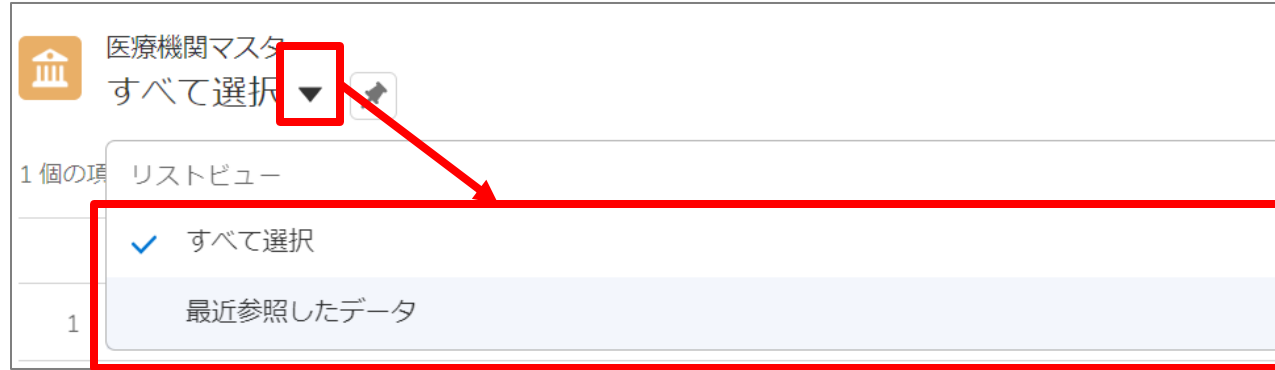 医療機関マスタ
すべて選択
1 個の項
リストビュー
すべて選択
最近参照したデータ
1